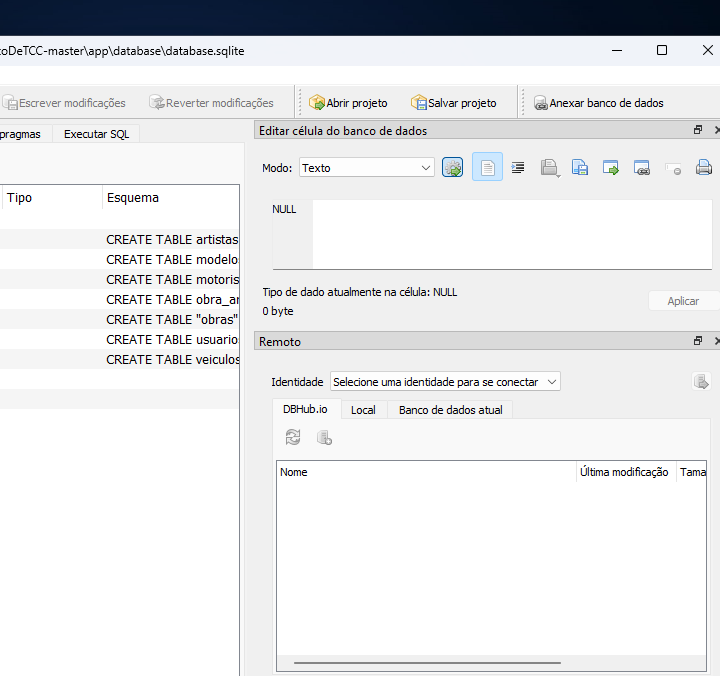 oDeTCC-master\app\database\database.sqlite
Escrever modificações Reverter modificações Abrir projeto Salvar projeto Anexar banco de dados
pragmas Executar SQL
Editar célula do banco de dados
Modo: Texto
NULL
Tipo de dado atualmente na célula: NULL
0 byte
Aplicar
Tipo Esquema
CREATE TABLE artistas
CREATE TABLE modelos
CREATE TABLE motoris
CREATE TABLE obra_ar
CREATE TABLE "obras"
CREATE TABLE usuarios
CREATE TABLE veiculos
Remoto
Identidade Selecione uma identidade para se conectar
DBHub.io Local Banco de dados atual
Nome Última modificação Tama